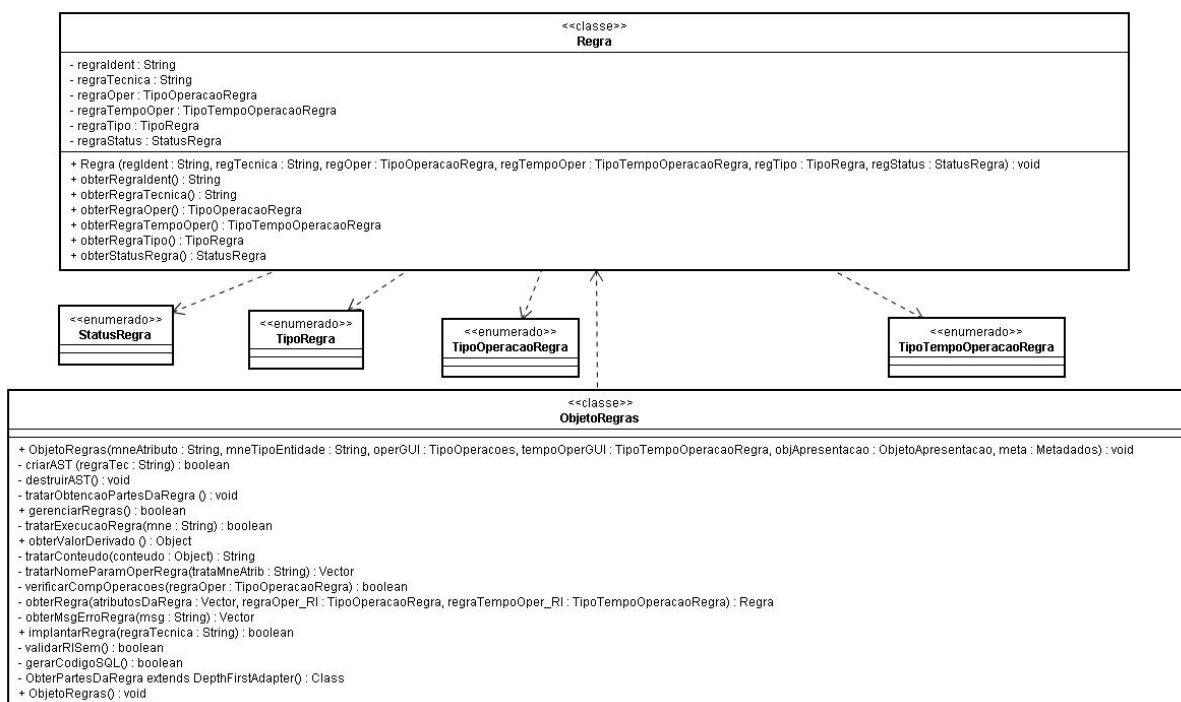 <<classe>>
Regra
- regraIdent : String
- regraTecnica : String
- regraOper : TipoOperacaoRegra
- regraTempoOper : TipoTempoOperacaoRegra
- regraTipo : TipoRegra
- regraStatus : StatusRegra
+ Regra (regIdent : String, regTecnica : String, regOper : TipoOperacaoRegra, regTempoOper : TipoTempoOperacaoRegra, regTipo : TipoRegra, regStatus : StatusRegra) : void
+ obterRegraIdent() : String
+ obterRegraTecnica() : String
+ obterRegraOper() : TipoOperacaoRegra
+ obterRegraTempoOper() : TipoTempoOperacaoRegra
+ obterRegraTipo() : TipoRegra
+ obterStatusRegra() : StatusRegra
<<enumerado>>
StatusRegra
<<enumerado>>
TipoRegra
<<enumerado>>
TipoOperacaoRegra
<<enumerado>>
TipoTempoOperacaoRegra
<<classe>>
ObjetoRegras
+ ObjetoRegras(mneAtributo : String, mneTipoEntidade : String, operGUI : TipoOperacoes, tempoOperGUI : TipoTempoOperacaoRegra, objApresentacao : ObjetoApresentacao, meta : Metadados) : void
- criarAST (regraTec : String) : boolean
- destruirAST() : void
- tratarObtencaoPartesDaRegra () : void
+ gerenciarRegras() : boolean
- tratarExecucaoRegra(mne : String) : boolean
+ obterValorDerivado () : Object
- tratarConteudo(conteudo : Object) : String
- tratarNomeParamOperRegra(trataMneAtrib : String) : Vector
- verificarCompOperacoes(regraOper : TipoOperacaoRegra) : boolean
- obterRegra(atributosDaRegra : Vector, regraOper_RI : TipoOperacaoRegra, regraTempoOper_RI : TipoTempoOperacaoRegra) : Regra
- obterMsgErroRegra(msg : String) : Vector
+ implantarRegra(regraTecnica : String) : boolean
- validarRISem() : boolean
- gerarCodigoSQL() : boolean
- ObterPartesDaRegra extends DepthFirstAdapter() : Class
+ ObjetoRegras() : void